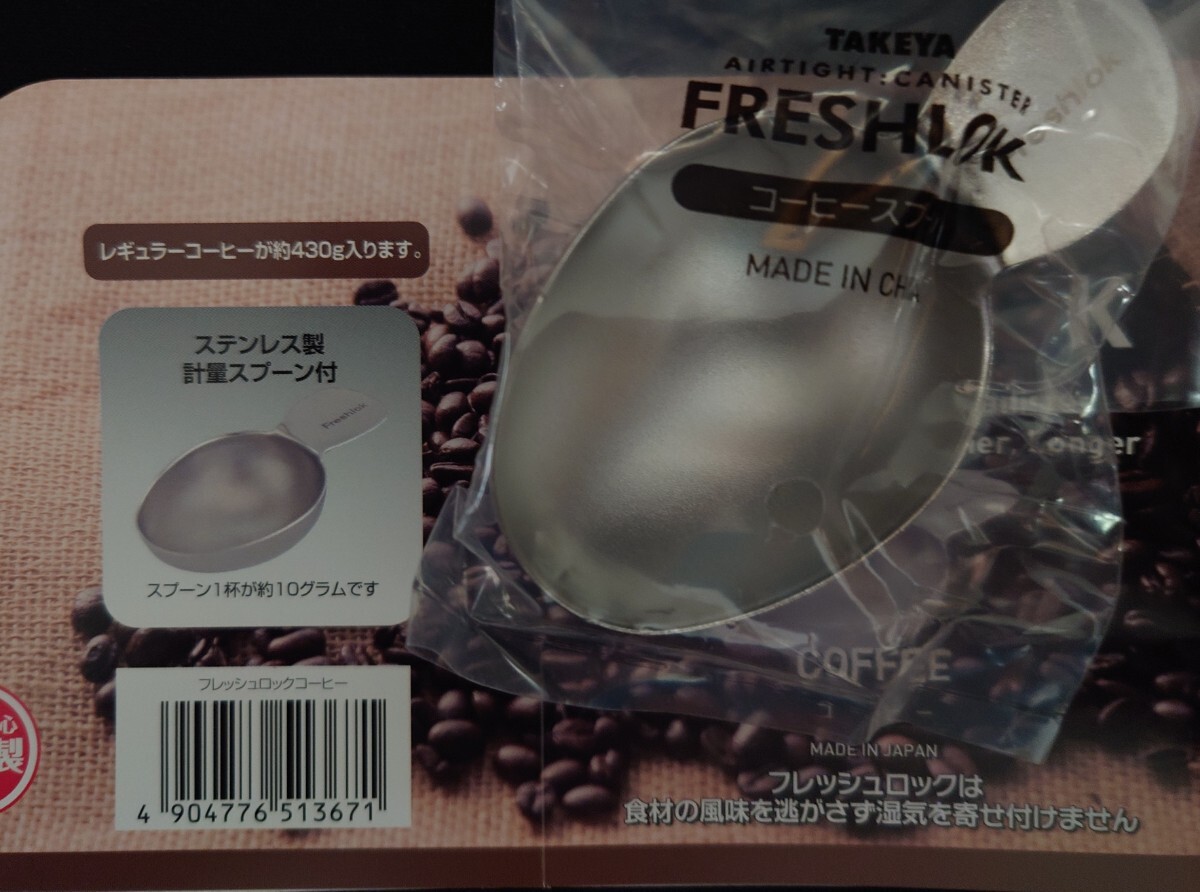 TAKEYA
AIRTIGHT:CANISTER
FRESHLOK
コーヒースプ
MADE IN CH
レギュラーコーヒーが約430g入ります。
ステンレス製
計量スプーン付
Freshlok
スプーン1杯が約10グラムです
K
Longer
フレッシュロックコーヒー
4 904776 513671
心
製
COFFEE
コ ー
MADE IN JAPAN
フレッシュロックは
食材の風味を逃がさず湿気を寄せ付けません